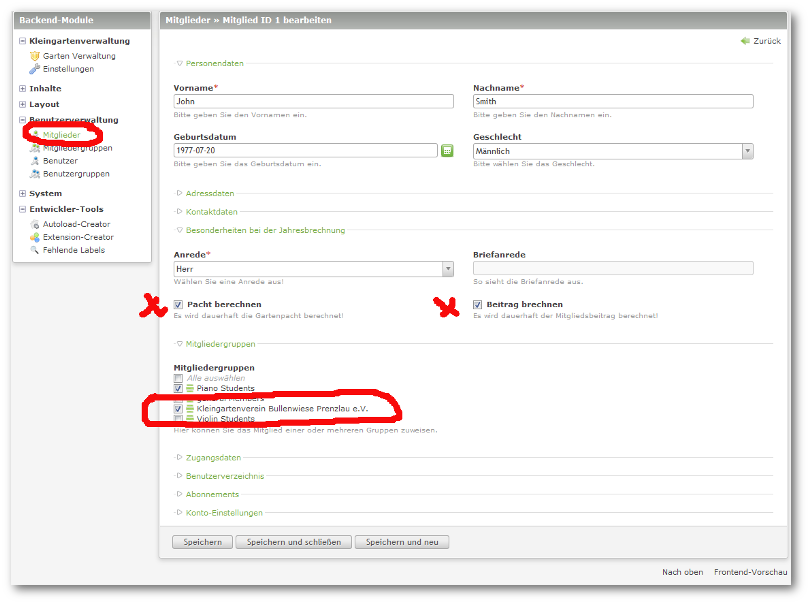 Backend-Module
Kleingartenverwaltung
Garten Verwaltung
Einstellungen
Inhalte
Layout
Benutzerverwaltung
Mitglieder
Mitgliedergruppen
Benutzer
Benutzergruppen
System
Entwickler-Tools
Autoload-Creator
Extension-Creator
Fehlende Labels
Mitglieder » Mitglied ID 1 bearbeiten
Zurück
Personendaten
Vorname* Nachname*
John Smith
Bitte geben Sie den Vornamen ein. Bitte geben Sie den Nachnamen ein.
Geburtsdatum Geschlecht
1977-07-20 Männlich
Bitte geben Sie das Geburtsdatum ein. Bitte wählen Sie das Geschlecht.
Adressdaten
Kontaktdaten
Besonderheiten bei der Jahresbrechnung
Anrede* Briefanrede
Herr
Wählen Sie eine Anrede aus! So sieht die Briefanrede aus.
Pacht berechnen Beitrag brechnen
Es wird dauerhaft die Gartenpacht berechnet! Es wird dauerhaft der Mitgliedsbeitrag berechnet!
Mitgliedergruppen
Mitgliedergruppen
Alle auswählen
Piano Students
general Members
Kleingartenverein Bullenwiese Prenzlau e.V.
Violin Students
Hier können Sie das Mitglied einer oder mehreren Gruppen zuweisen.
Zugangsdaten
Benutzerverzeichnis
Abonnements
Konto-Einstellungen
Speichern Speichern und schließen Speichern und neu
Nach oben Frontend-Vorschau